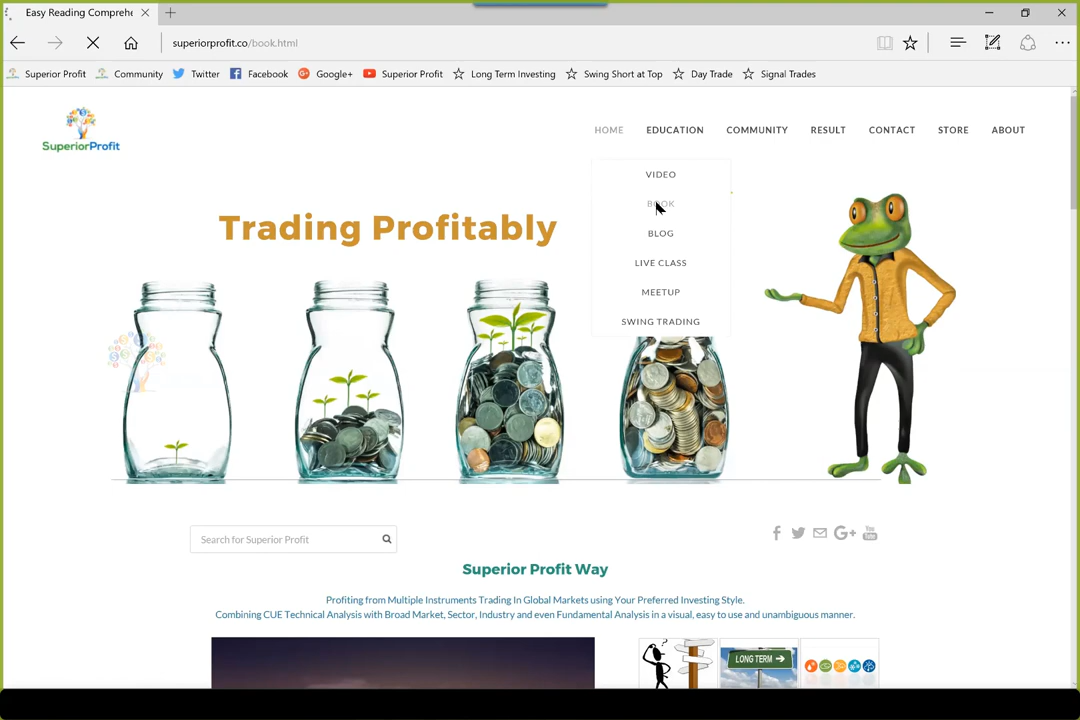 Easy Reading Comprehe
superiorprofit.co/book.html
Superior Profit Community Twitter Facebook Google+ Superior Profit Long Term Investing Swing Short at Top Day Trade Signal Trades
SuperiorProfit
HOME EDUCATION COMMUNITY RESULT CONTACT STORE ABOUT
VIDEO
BOOK
BLOG
LIVE CLASS
MEETUP
SWING TRADING
Trading Profitably
Search for Superior Profit
Superior Profit Way
Profiting from Multiple Instruments Trading In Global Markets using Your Preferred Investing Style.
Combining CUE Technical Analysis with Broad Market, Sector, Industry and even Fundamental Analysis in a visual, easy to use and unambiguous manner.
LONG TERM